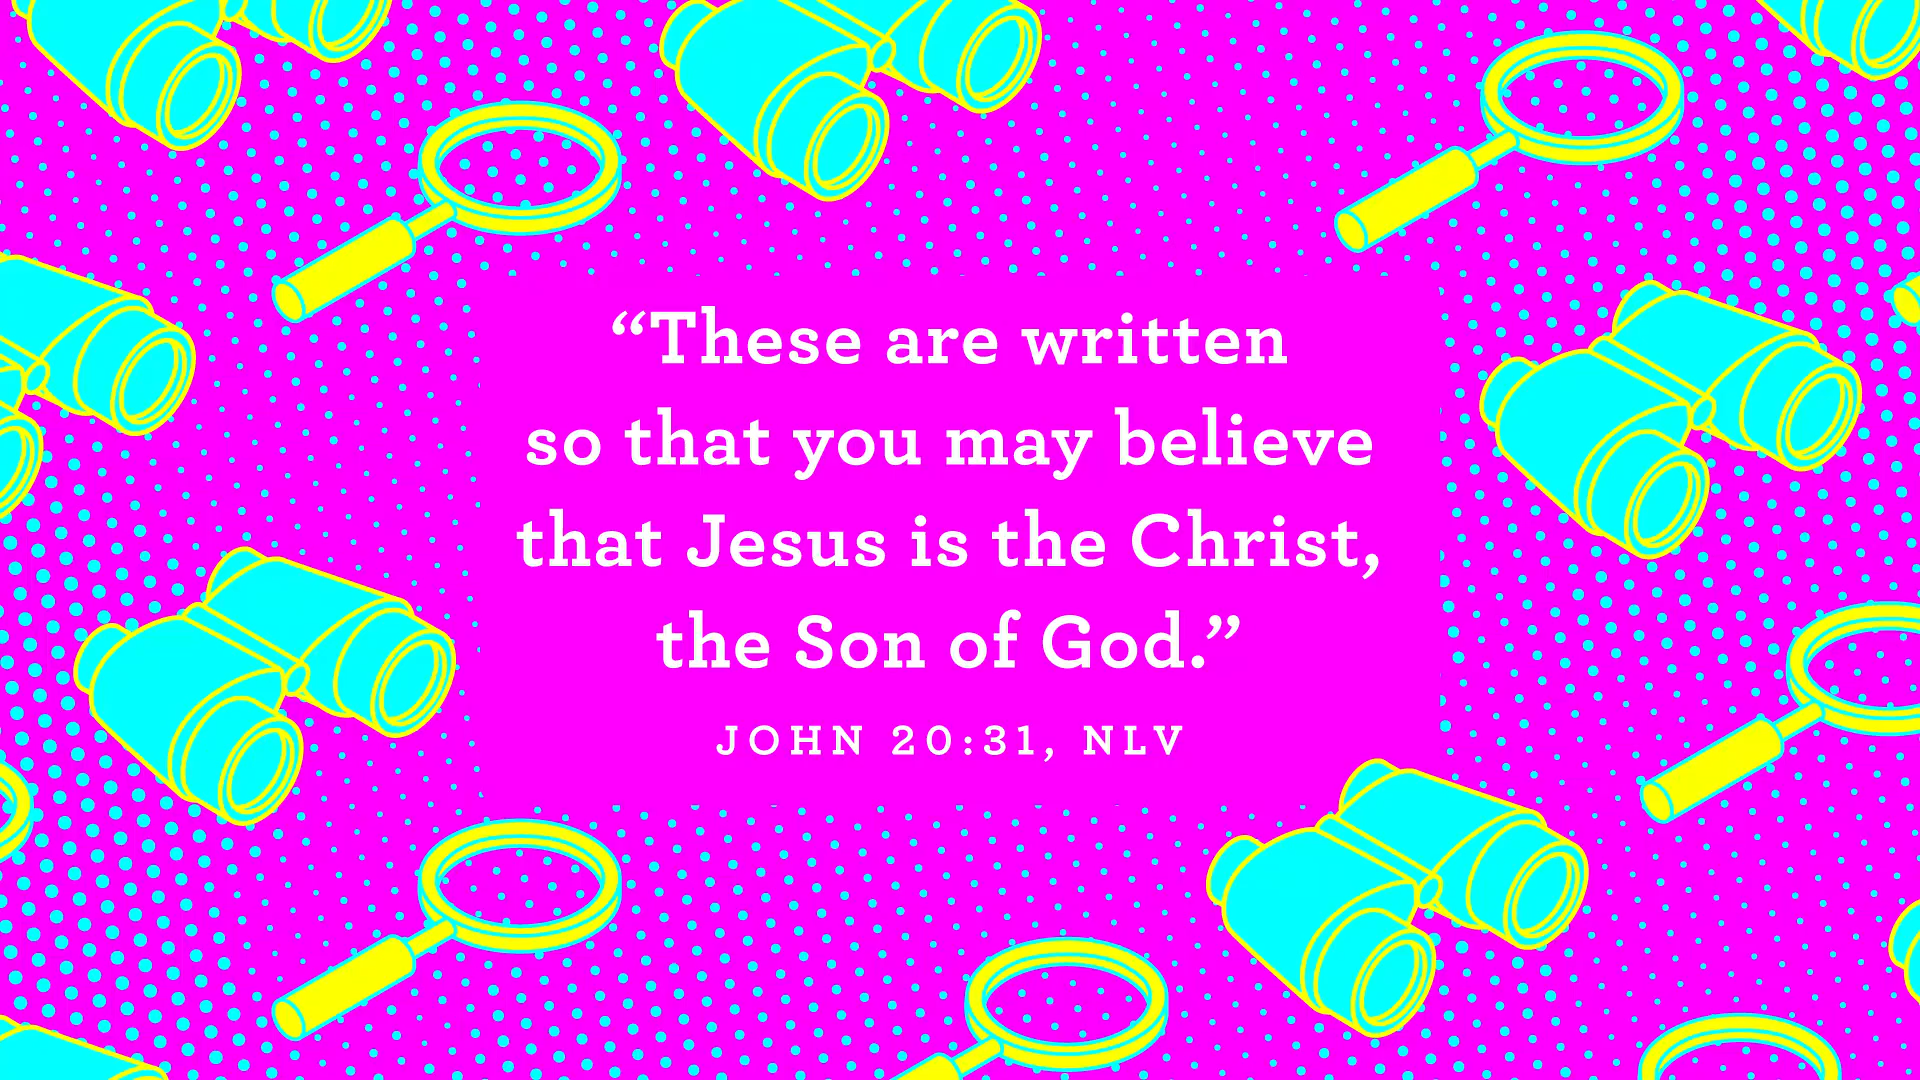 “These are written
so that you may believe
that Jesus is the Christ,
the Son of God.”
JOHN 20:31, NLV